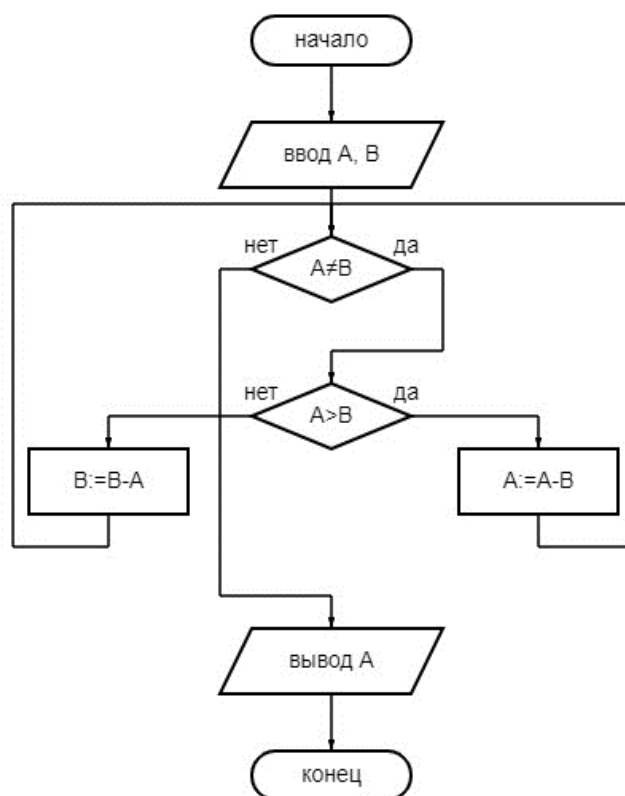 начало
ввод A, B
нет
да
A≠B
нет
да
A>B
B:=B-A
A:=A-B
вывод A
конец